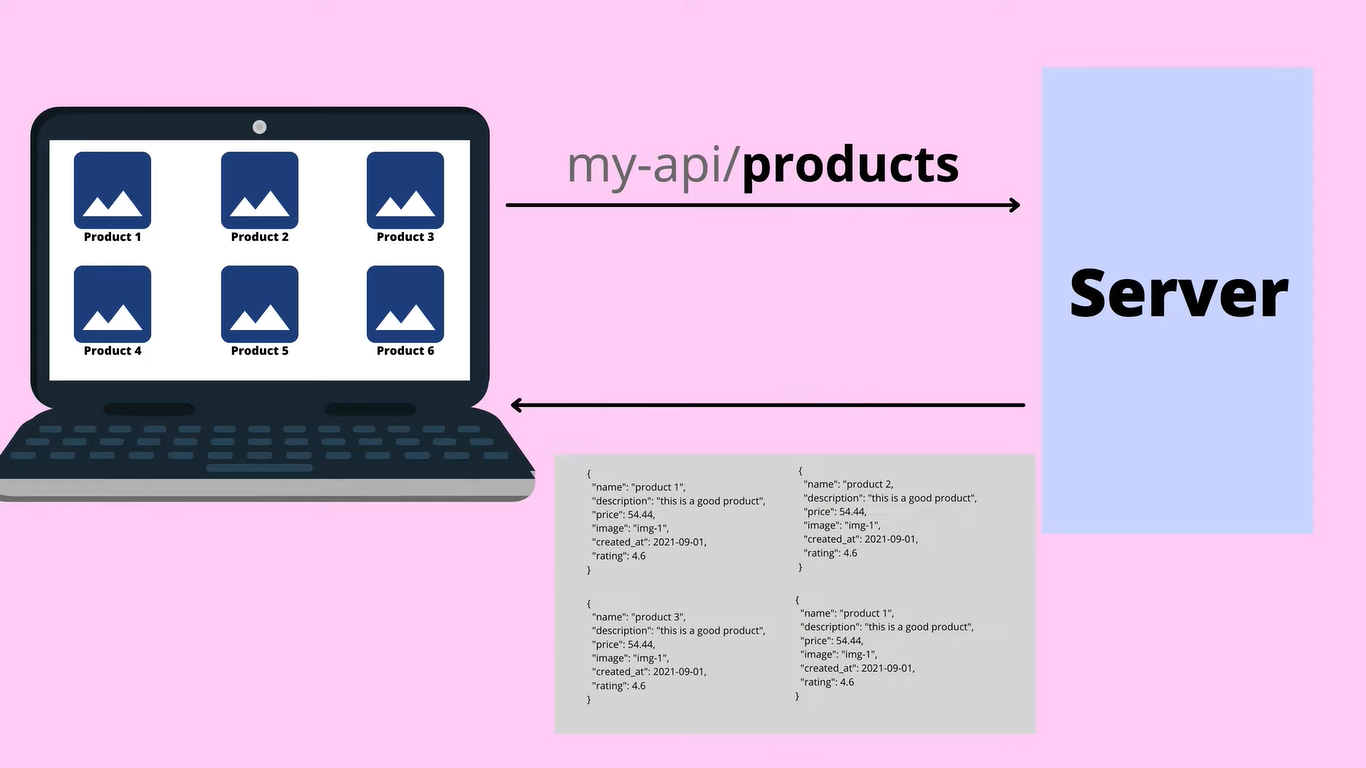 Product 1
Product 2
Product 3
Product 4
Product 5
Product 6
my-api/products
Server
{
"name": "product 1",
"description": "this is a good product",
"price": 54.44,
"image": "img-1",
"created_at": 2021-09-01,
"rating": 4.6
}
{
"name": "product 2,
"description": "this is a good product",
"price": 54.44,
"image": "img-1",
"created_at": 2021-09-01,
"rating": 4.6
}
{
"name": "product 3",
"description": "this is a good product",
"price": 54.44,
"image": "img-1",
"created_at": 2021-09-01,
"rating": 4.6
}
{
"name": "product 1",
"description": "this is a good product",
"price": 54.44,
"image": "img-1",
"created_at": 2021-09-01,
"rating": 4.6
}